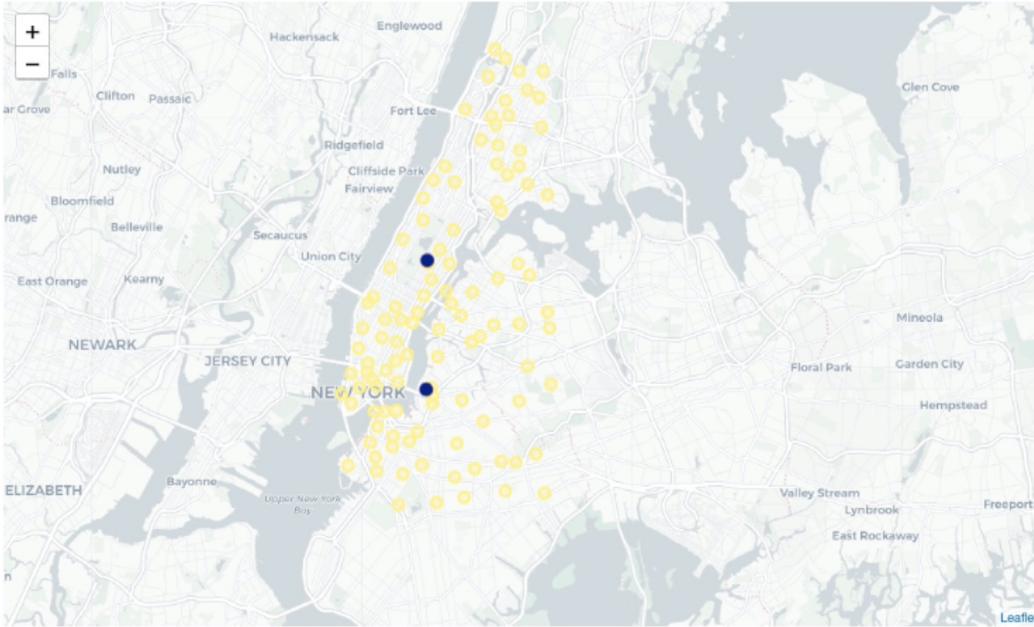 +
−
Englewood
Hackensack
Falls
Glen Cove
Clifton
Passaic
ar Grove
Fort Lee
Ridgefield
Nutley
Cliffside Park
Fairview
Bloomfield
range
Belleville
Secaucus
Union City
East Orange
Kearny
Mineola
NEWARK
JERSEY CITY
Floral Park
Garden City
NEW YORK
Hempstead
Bayonne
ELIZABETH
Upper New York
Bay
Valley Stream
Freeport
Lynbrook
East Rockaway
n
Leafle